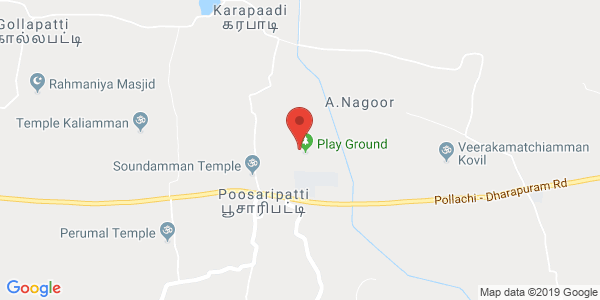 Gollapatti
கொல்லபட்டி
Karapaadi
கரபாடி
Rahmaniya Masjid
A.Nagoor
Temple Kaliamman
Play Ground
Veerakamatchiamman
Kovil
Soundamman Temple
Pollachi - Dharapuram Rd
Poosaripatti
பூசாரிபட்டி
Perumal Temple
Google
Map data ©2019 Google